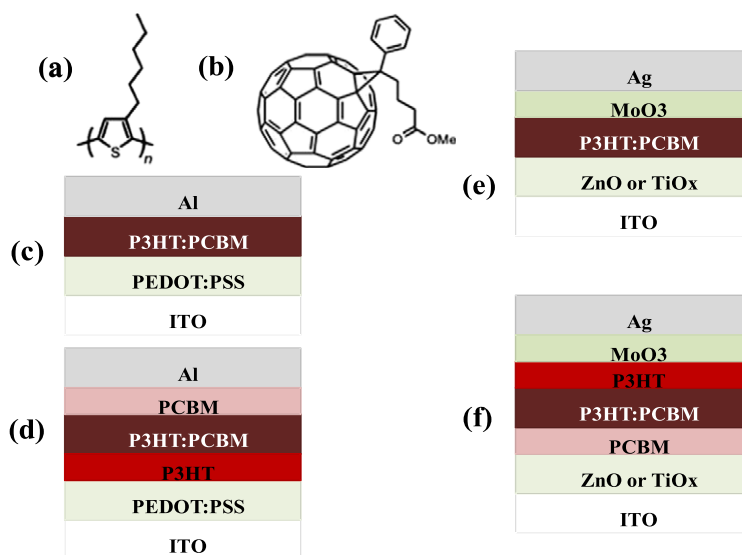 (a)
S
n
(b)
O
OMe
(c)
Al
P3HT:PCBM
PEDOT:PSS
ITO
(d)
Al
PCBM
P3HT:PCBM
P3HT
PEDOT:PSS
ITO
(e)
Ag
MoO3
P3HT:PCBM
ZnO or TiOx
ITO
(f)
Ag
MoO3
P3HT
P3HT:PCBM
PCBM
ZnO or TiOx
ITO